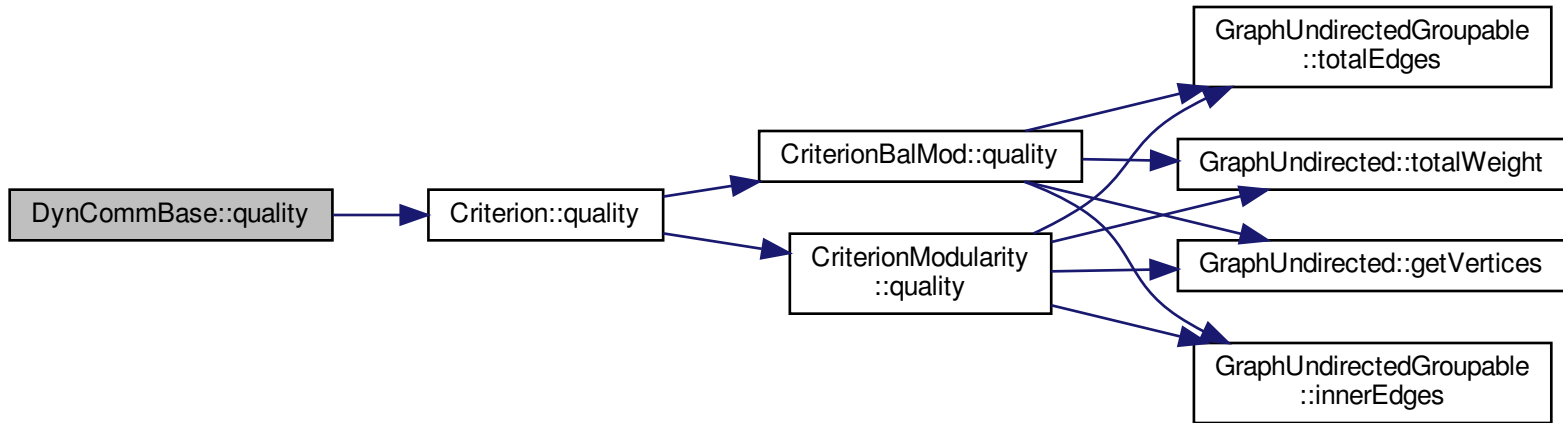 DynCommBase::quality
Criterion::quality
CriterionBalMod::quality
CriterionModularity
::quality
GraphUndirectedGroupable
::totalEdges
GraphUndirected::totalWeight
GraphUndirected::getVertices
GraphUndirectedGroupable
::innerEdges